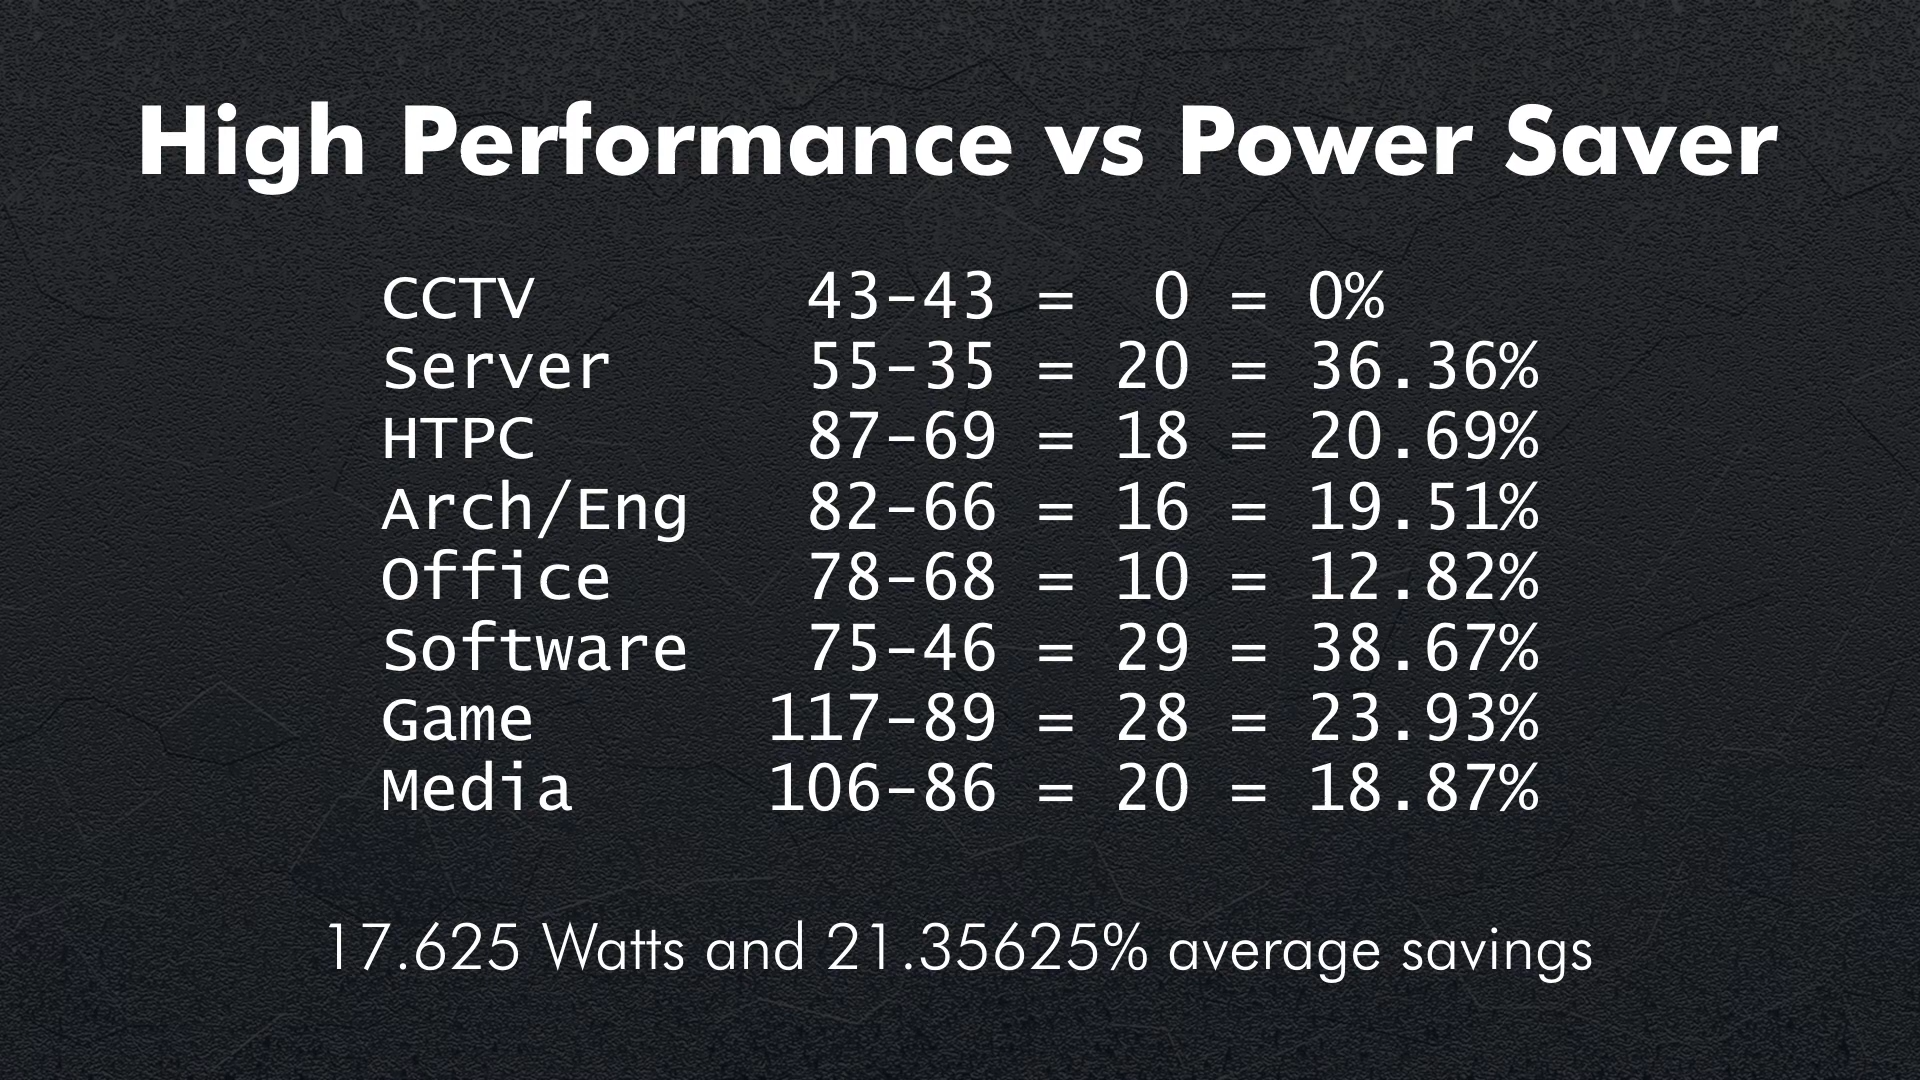 High Performance vs Power Saver
CCTV 43-43 = 0 = 0%
Server 55-35 = 20 = 36.36%
HTPC 87-69 = 18 = 20.69%
Arch/Eng 82-66 = 16 = 19.51%
Office 78-68 = 10 = 12.82%
Software 75-46 = 29 = 38.67%
Game 117-89 = 28 = 23.93%
Media 106-86 = 20 = 18.87%
17.625 Watts and 21.35625% average savings